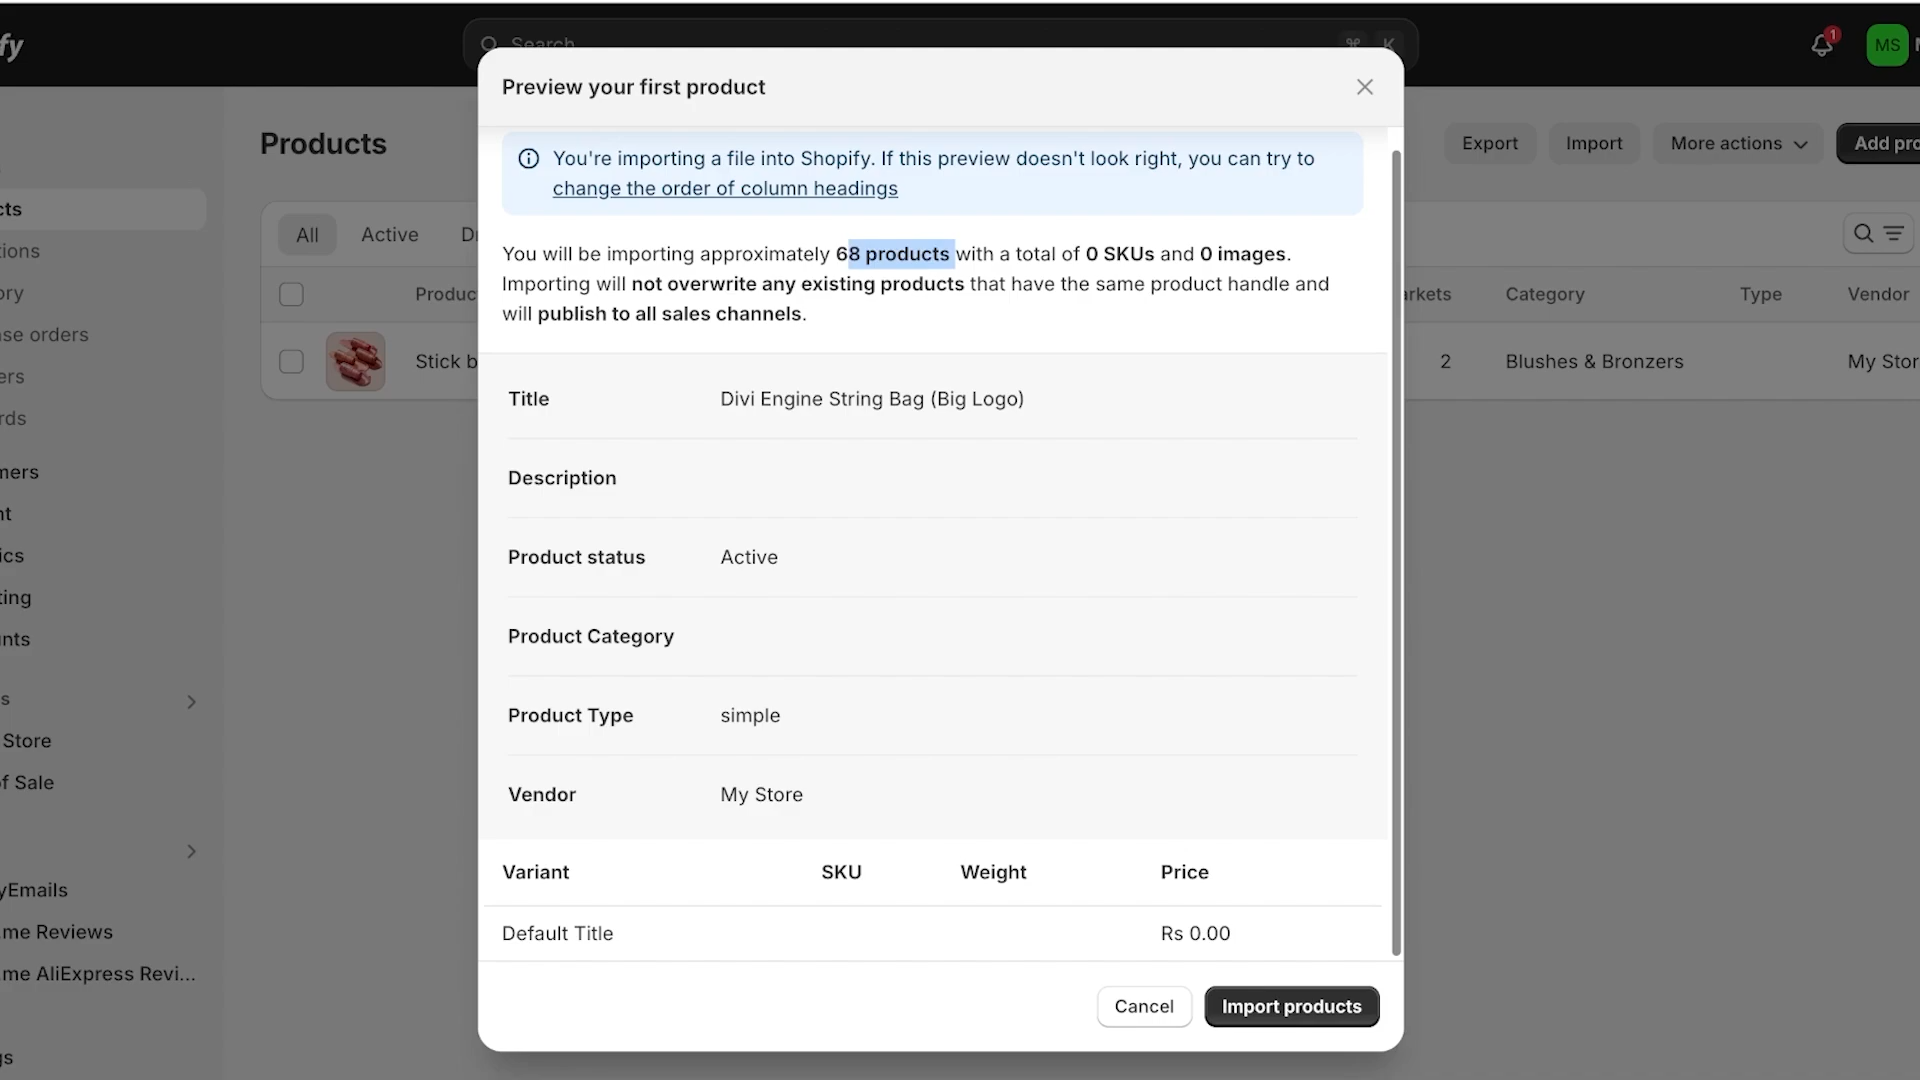 fy
Search
⌘ K
1
MS
Preview your first product
Products
Export
Import
More actions
You're importing a file into Shopify. If this preview doesn't look right, you can try to
change the order of column headings
All
Active
You will be importing approximately 68 products with a total of 0 SKUs and 0 images.
Importing will not overwrite any existing products that have the same product handle and
will publish to all sales channels.
Category
Type
Vendor
Stick b
2
Blushes & Bronzers
Title
Divi Engine String Bag (Big Logo)
Description
Product status
Active
Product Category
Product Type
simple
Vendor
My Store
Variant
SKU
Weight
Price
Default Title
Rs 0.00
Cancel
Import products
cts
tions
ory
ase orders
ers
rds
mers
nt
ics
ting
unts
s
Store
of Sale
yEmails
.me Reviews
.me AliExpress Revi...
gs
Add pro
Produc
arkets
My Stor